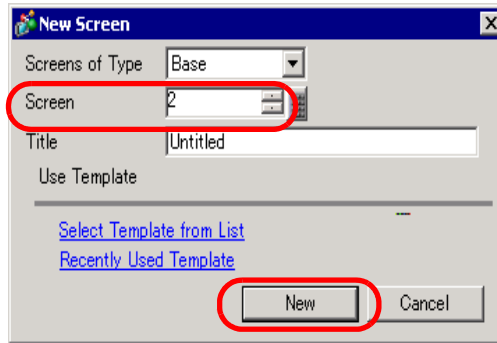 New Screen
Screens of Type Base
Screen 2
Title Untitled
Use Template
Select Template from List
Recently Used Template
New Cancel